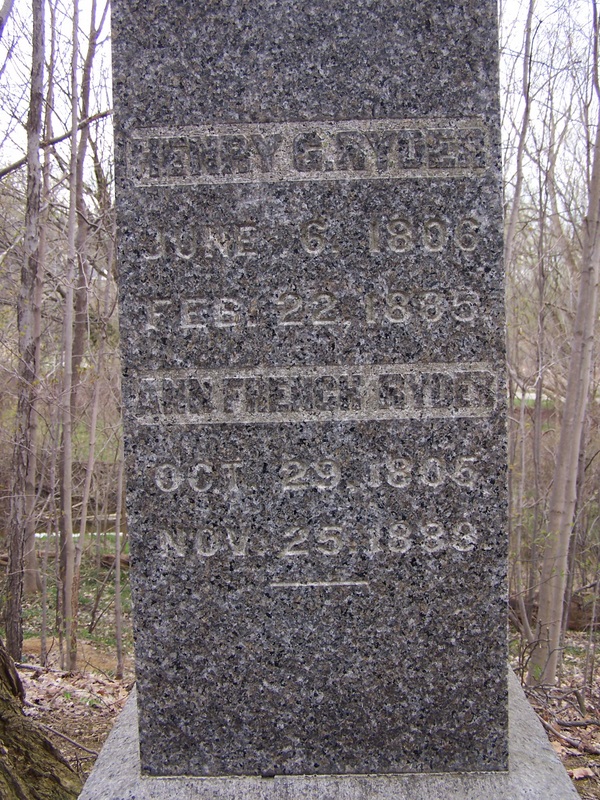 HENRY G. RYDER
JUNE 6. 1806
FEB. 22, 1885
ANN FRENCH RYDER
OCT 29. 1805
NOV. 25. 1888